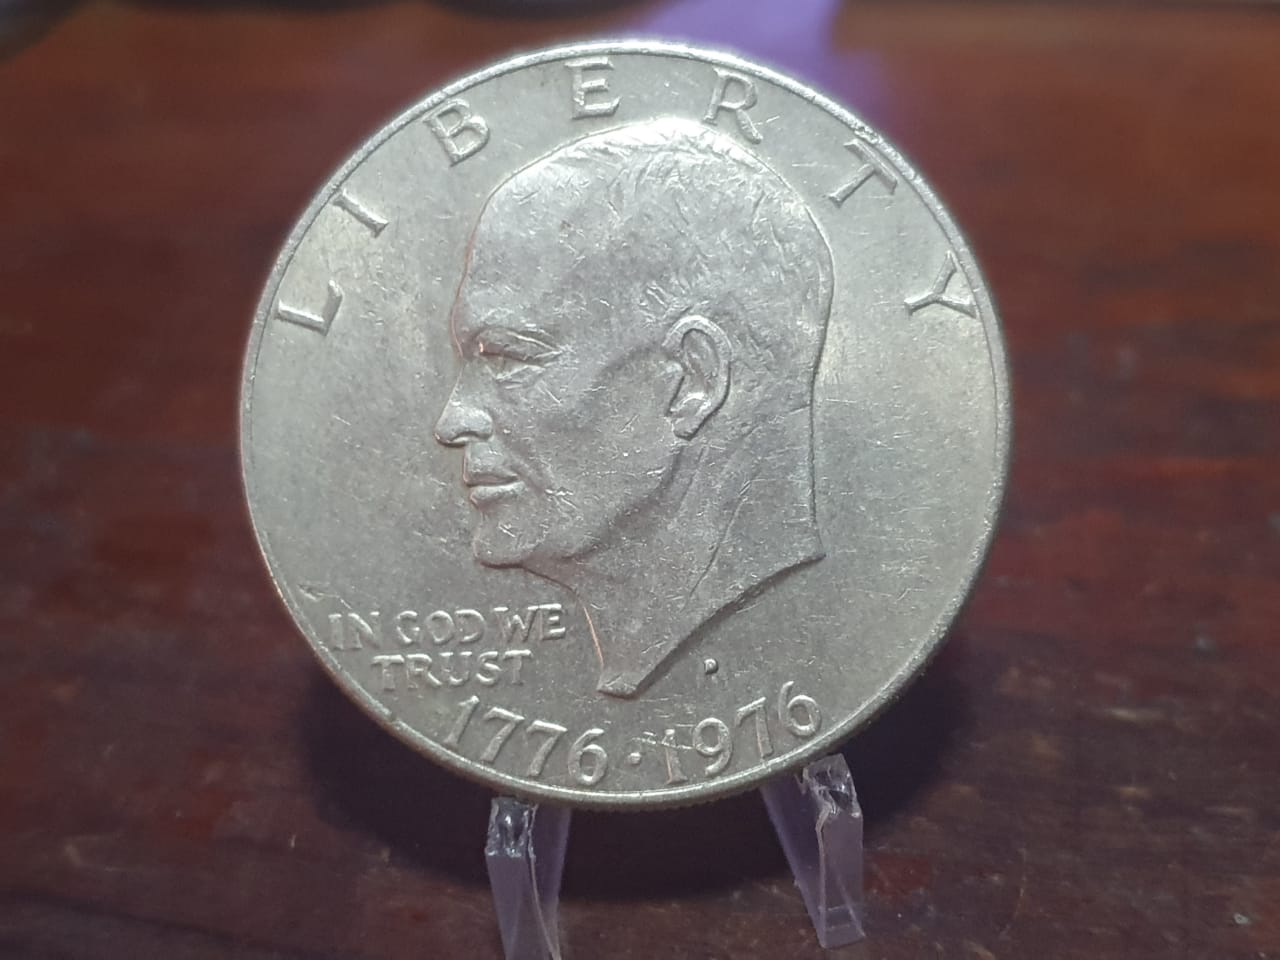 LIBERTY
IN GOD WE
TRUST
D
1776·1976